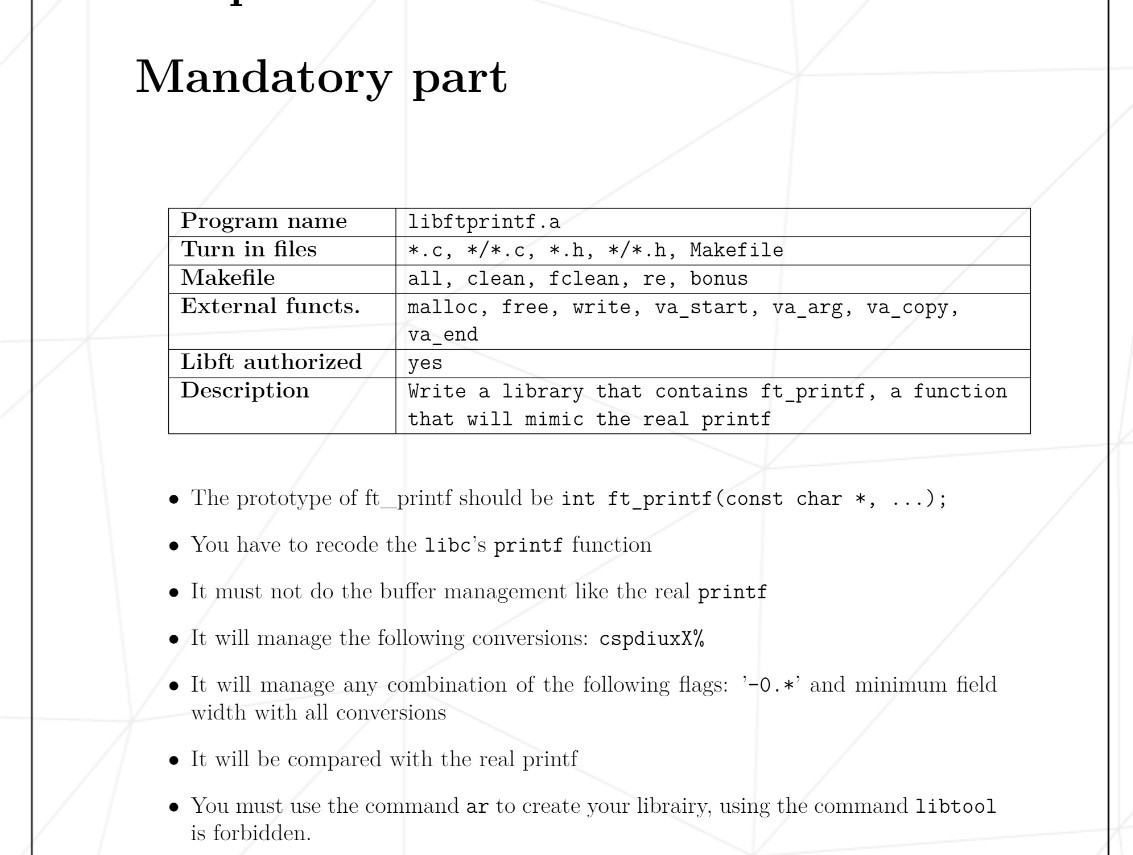 Mandatory part
Program name libftprintf.a
Turn in files *.c, */*.c, *.h, */*.h, Makefile
Makefile all, clean, fclean, re, bonus
External functs. malloc, free, write, va_start, va_arg, va_copy,
va_end
Libft authorized yes
Description Write a library that contains ft_printf, a function
that will mimic the real printf
• The prototype of ft_printf should be int ft_printf(const char *, ...);
• You have to recode the libc's printf function
• It must not do the buffer management like the real printf
• It will manage the following conversions: cspdiuxX%
• It will manage any combination of the following flags: '-0.*' and minimum field
width with all conversions
• It will be compared with the real printf
• You must use the command ar to create your librairy, using the command libtool
is forbidden.